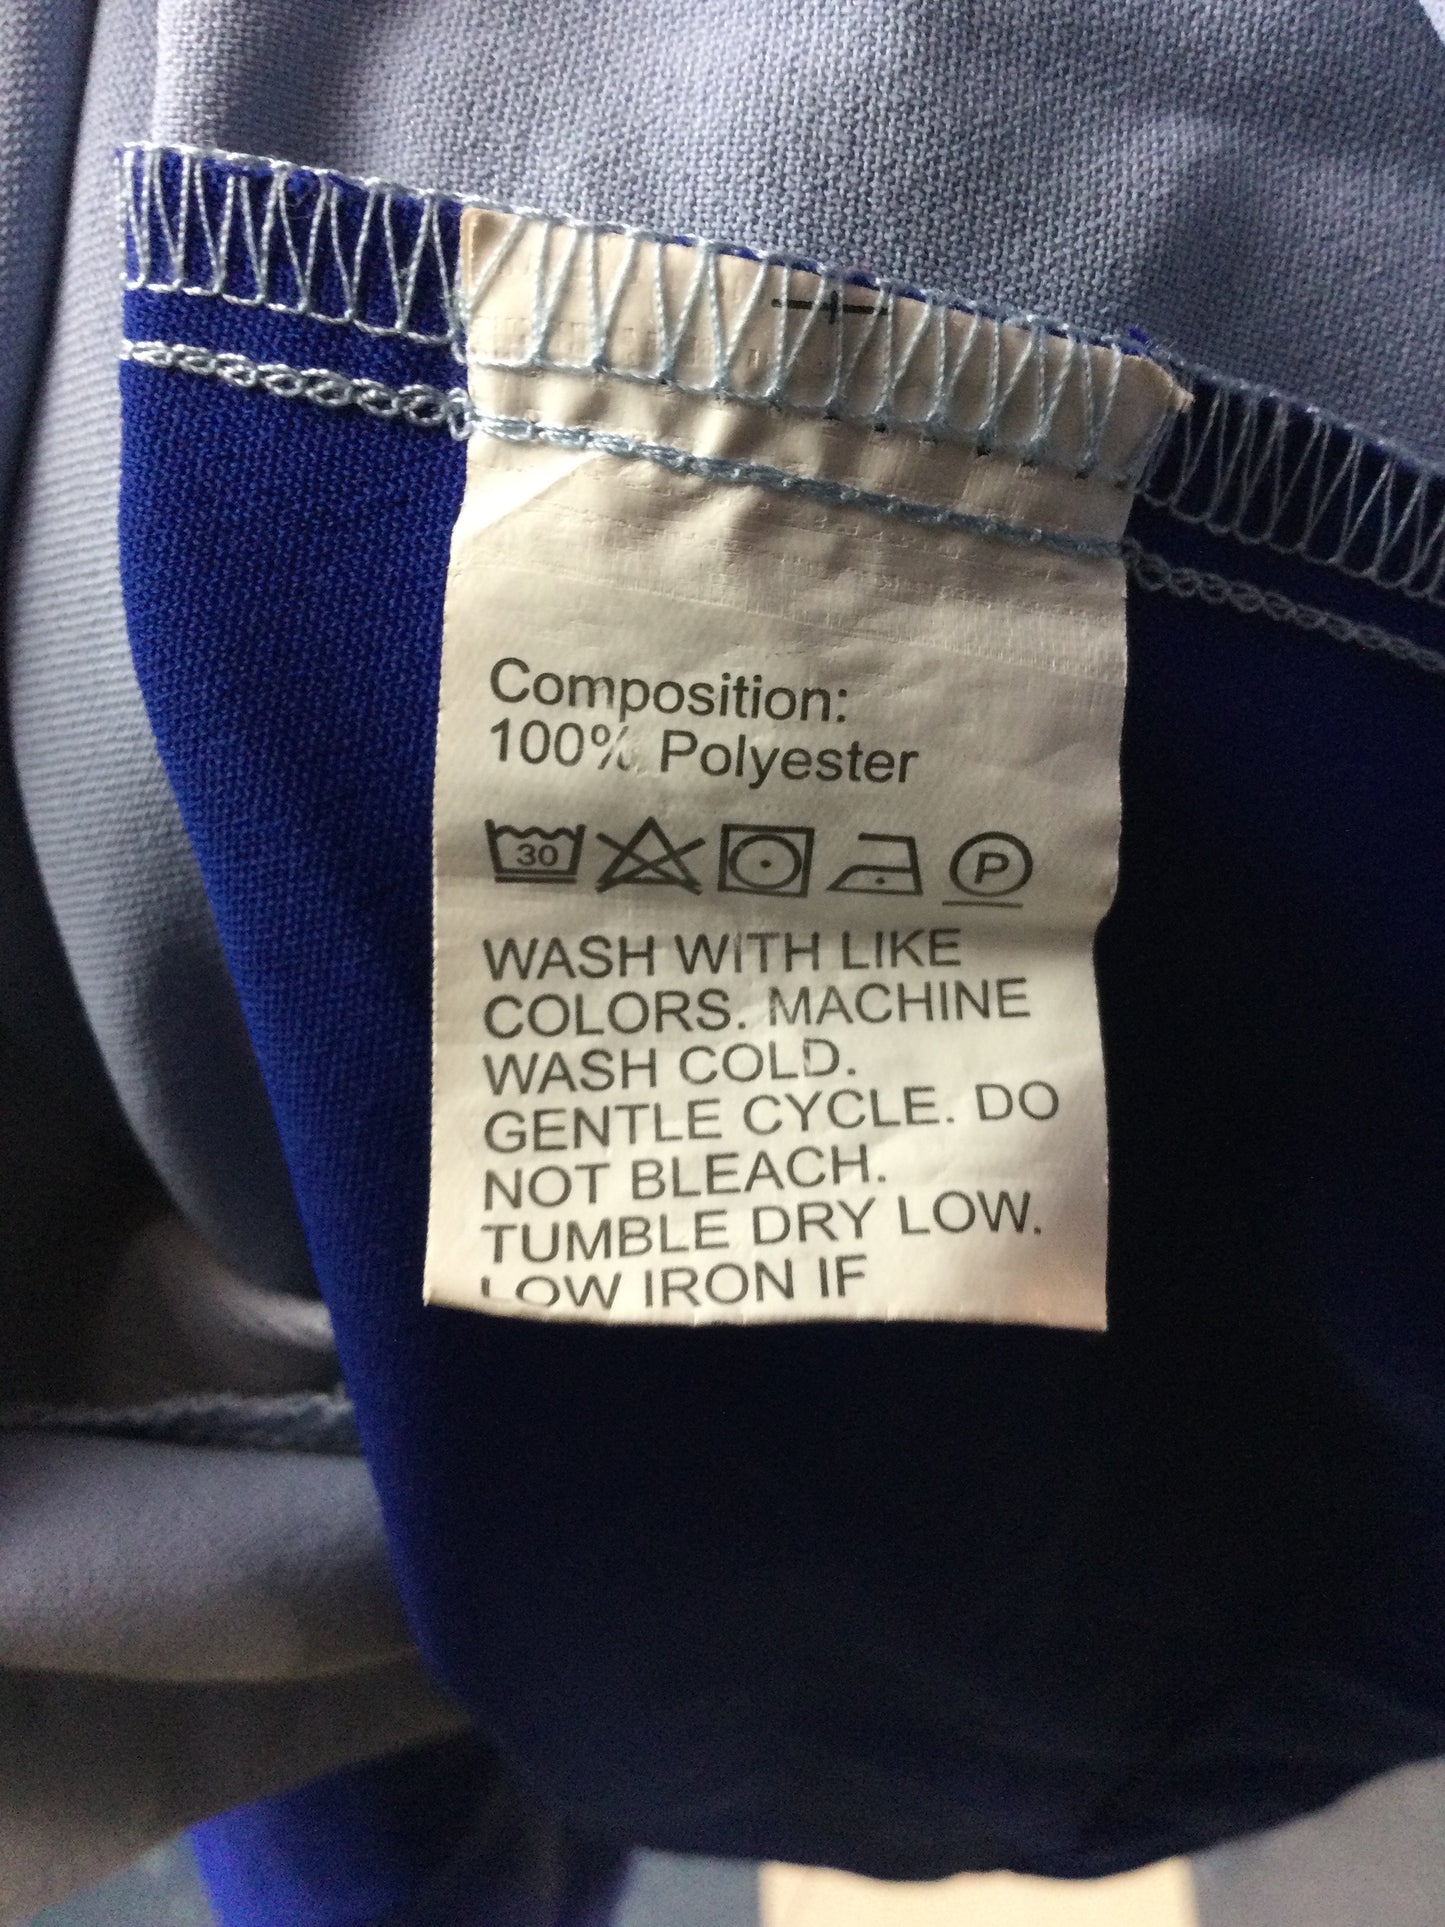 Composition:
100% Polyester
30 P
WASH WITH LIKE
COLORS. MACHINE
WASH COLD.
GENTLE CYCLE. DO
NOT BLEACH.
TUMBLE DRY LOW.
LOW IRON IF